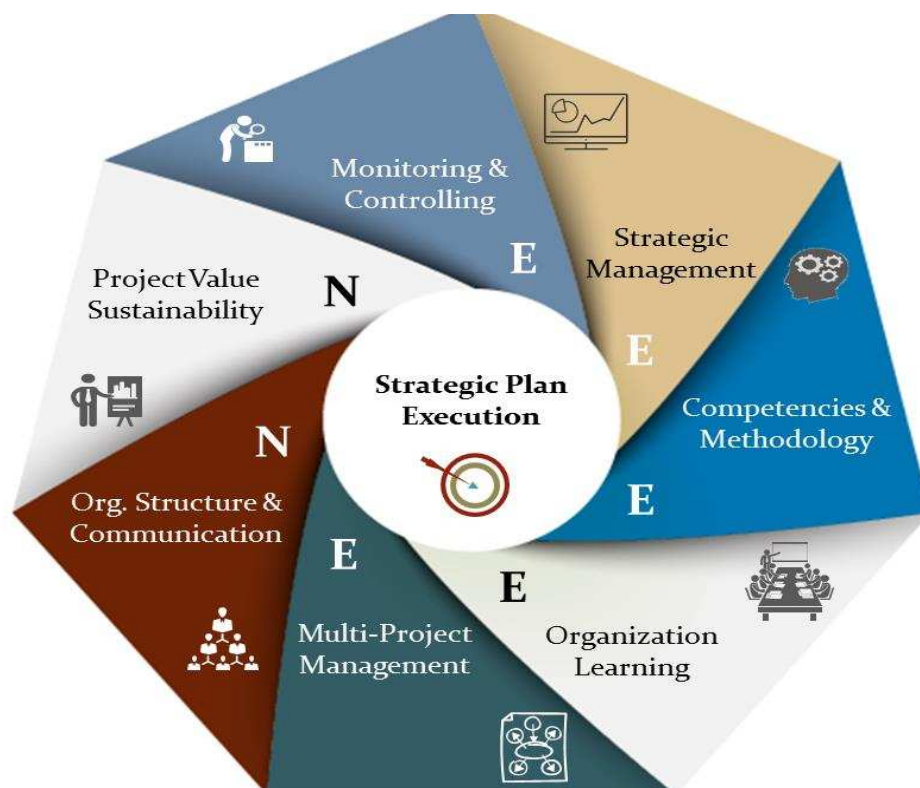 Monitoring &
Controlling
E
Strategic
Management
E
Competencies &
Methodology
E
Organization
Learning
E
Multi-Project
Management
E
Org. Structure &
Communication
N
Project Value
Sustainability
N
Strategic Plan
Execution